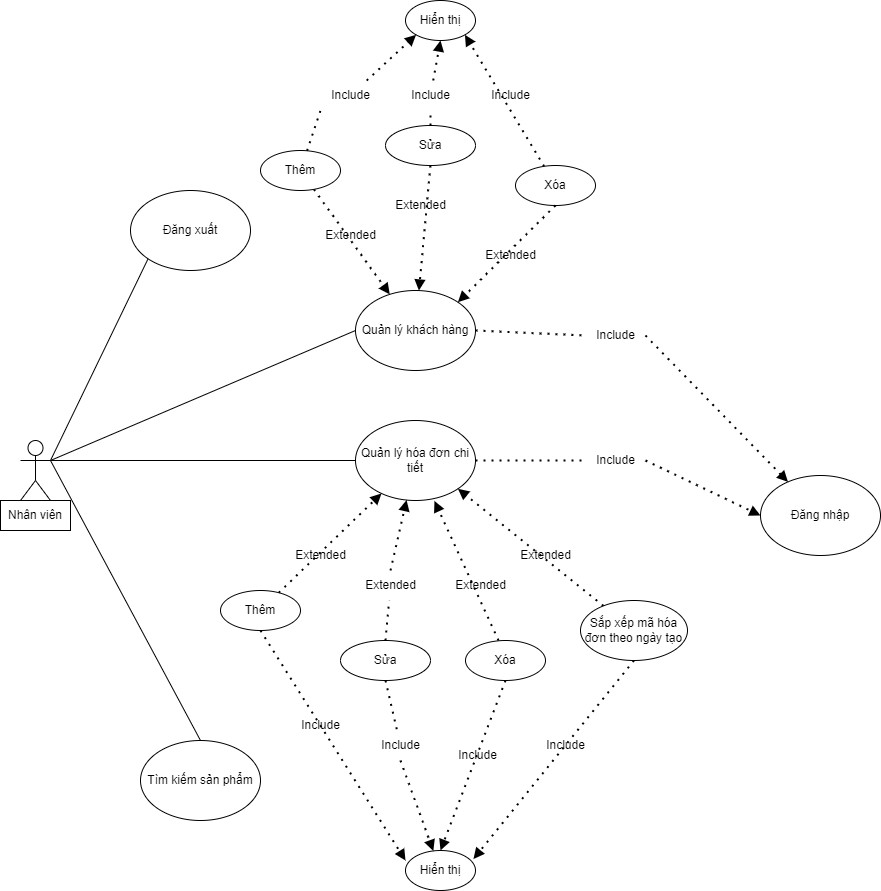 Hiển thị
Include
Include
Include
Sửa
Thêm
Xóa
Extended
Đăng xuất
Extended
Extended
Quản lý khách hàng
Include
Quản lý hóa đơn chi
tiết
Include
Nhân viên
Đăng nhập
Extended
Extended
Extended
Extended
Thêm
Sắp xếp mã hóa
đơn theo ngáy tạo
Sửa
Xóa
Include
Include
Include
Include
Tìm kiếm sản phẩm
Hiển thị